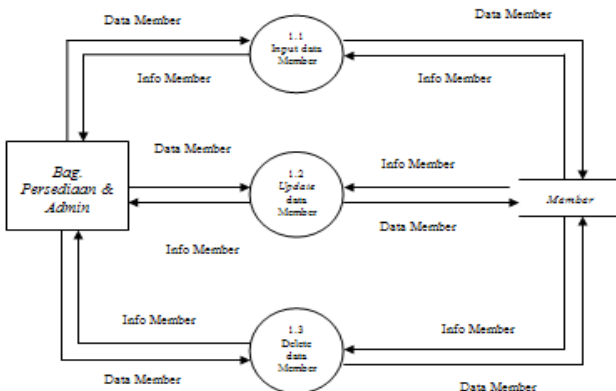 Data Member
Data Member
1.1
Input data
Member
Info Member
Info Member
Bag.
Persediaan &
Admin
Data Member
1.2
Update
data
Member
Info Member
Member
Info Member
Data Member
1.3
Delete
data
Member
Info Member
Info Member
Data Member
Data Member